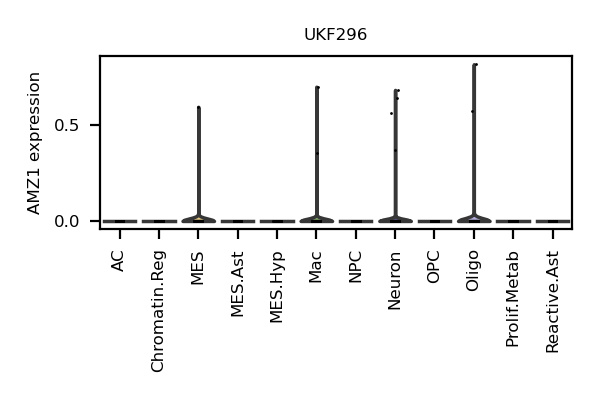 UKF296
AMZ1 expression
0.5
0.0
AC
Chromatin.Reg
MES
MES.Ast
MES.Hyp
Mac
NPC
Neuron
OPC
Oligo
Prolif.Metab
Reactive.Ast